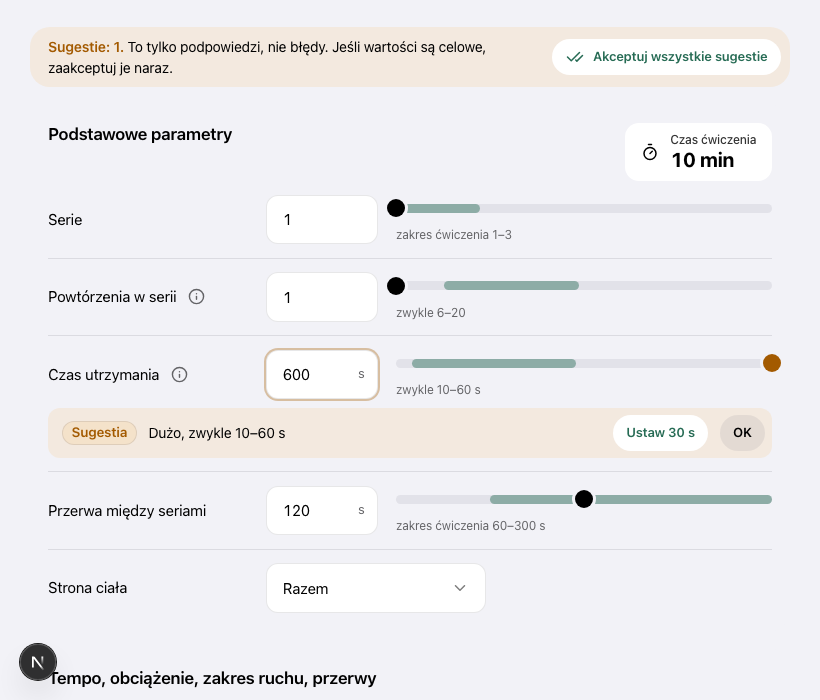 Sugestie: 1. To tylko podpowiedzi, nie błędy. Jeśli wartości są celowe,
zaakceptuj je naraz.
Akceptuj wszystkie sugestie
Podstawowe parametry
Czas ćwiczenia
10 min
Serie
1
zakres ćwiczenia 1–3
Powtórzenia w serii
1
zwykle 6–20
Czas utrzymania
600 s
zwykle 10–60 s
Sugestia
Dużo, zwykle 10–60 s
Ustaw 30 s
OK
Przerwa między seriami
120 s
zakres ćwiczenia 60–300 s
Strona ciała
Razem
N
Tempo, obciążenie, zakres ruchu, przerwy